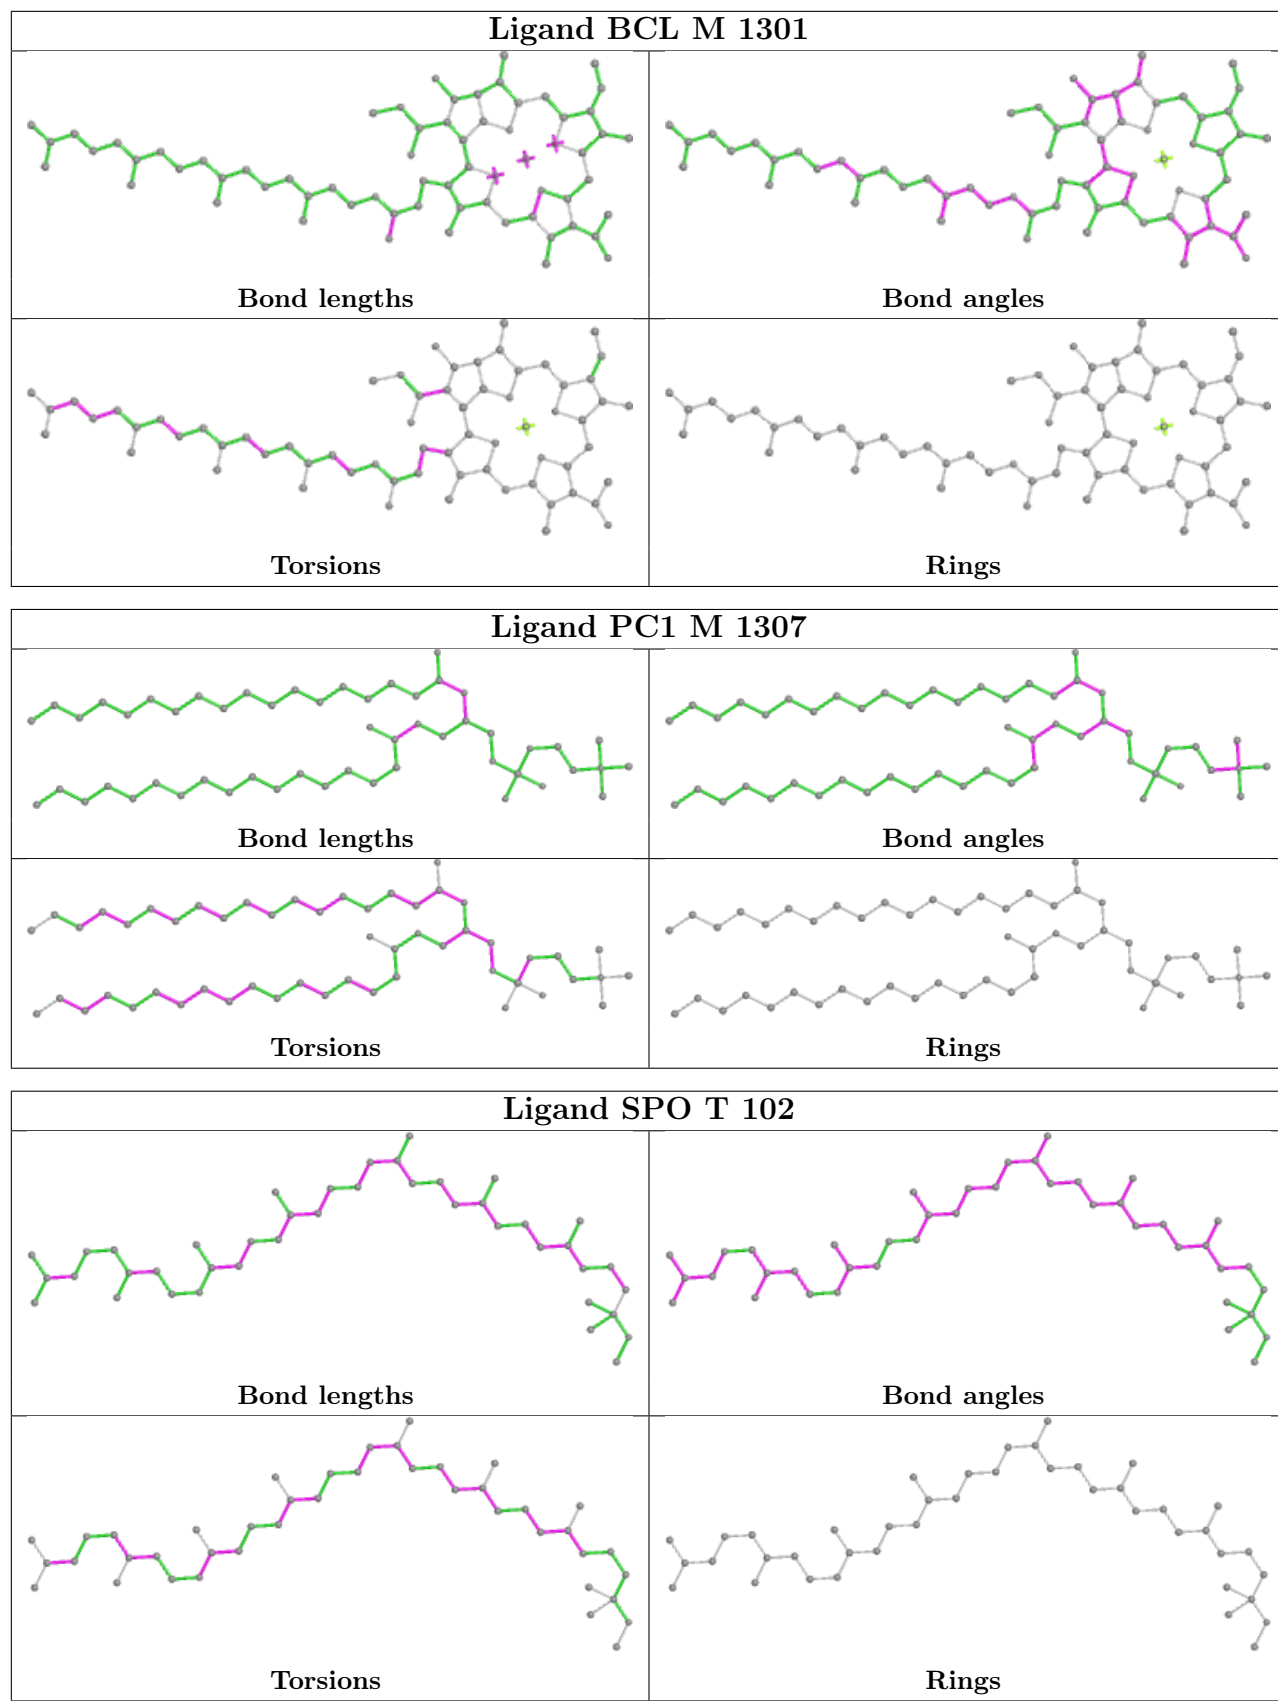 Ligand BCL M 1301
Bond lengths
Bond angles
Torsions
Rings
Ligand PC1 M 1307
Bond lengths
Bond angles
Torsions
Rings
Ligand SPO T 102
Bond lengths
Bond angles
Torsions
Rings